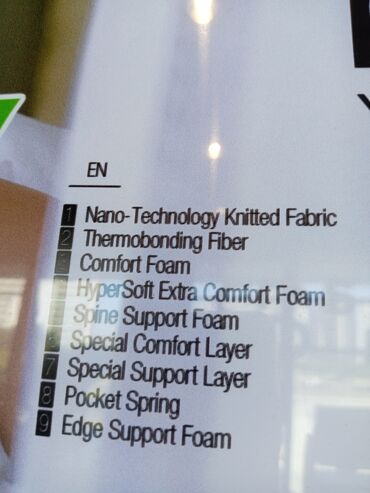 EN
1 Nano-Technology Knitted Fabric
2 Thermobonding Fiber
Comfort Foam
HyperSoft Extra Comfort Foam
Spine Support Foam
Special Comfort Layer
7 Special Support Layer
8 Pocket Spring
9 Edge Support Foam